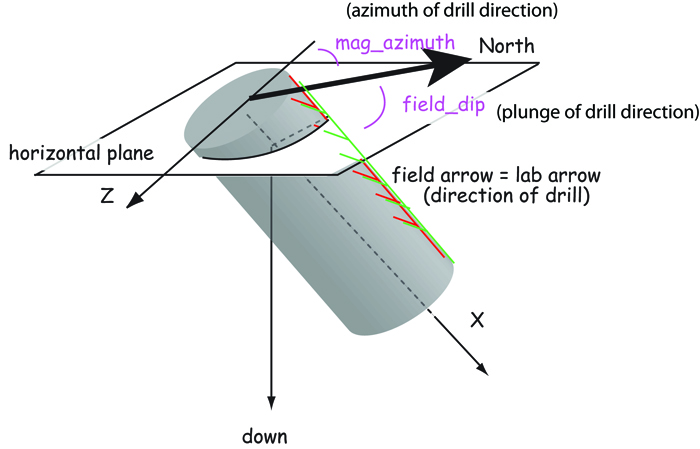 (azimuth of drill direction)
mag_azimuth
North
field_dip
(plunge of drill direction)
horizontal plane
field arrow = lab arrow
(direction of drill)
Z
X
down